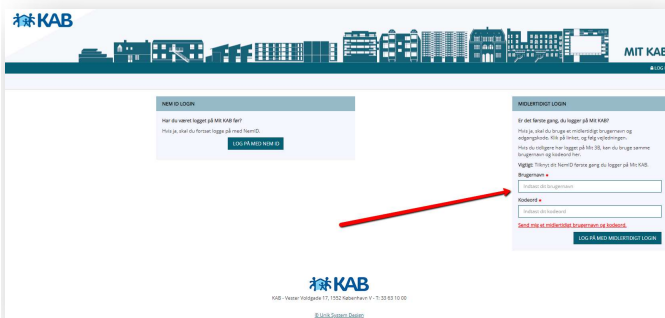 KAB
MIT KAB
LOG
NEM ID LOGIN
Har du været logget på Mit KAB før?
Hvis ja, skal du fortsat logge på med NemID.
LOG PÅ MED NEM ID
MIDLERTIDIGT LOGIN
Er det første gang, du logger på Mit KAB?
Hvis ja, skal du bruge et midlertidigt brugernavn og
adgangskode. Klik på linket, og følg vejledningen.
Hvis du tidligere har logget på Mit 3B, kan du bruge samme
brugernavn og kodeord her.
Vigtigt: Tilknyt dit NemID første gang du logger på Mit KAB.
Brugernavn
Indtast dit brugernavn
Kodeord
Indtast dit kodeord
Send mig et midlertidigt brugernavn og kodeord.
LOG PÅ MED MIDLERTIDIGT LOGIN
KAB
KAB - Vester Voldgade 17, 1552 København V - T: 33 63 10 00
© Unik System Design